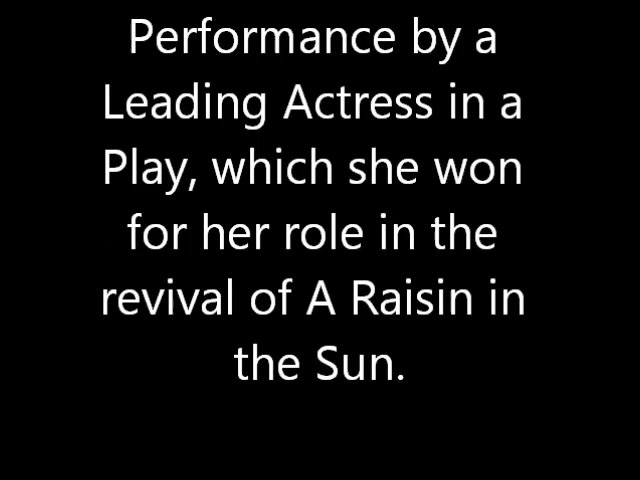 Performance by a
Leading Actress in a
Play, which she won
for her role in the
revival of A Raisin in
the Sun.